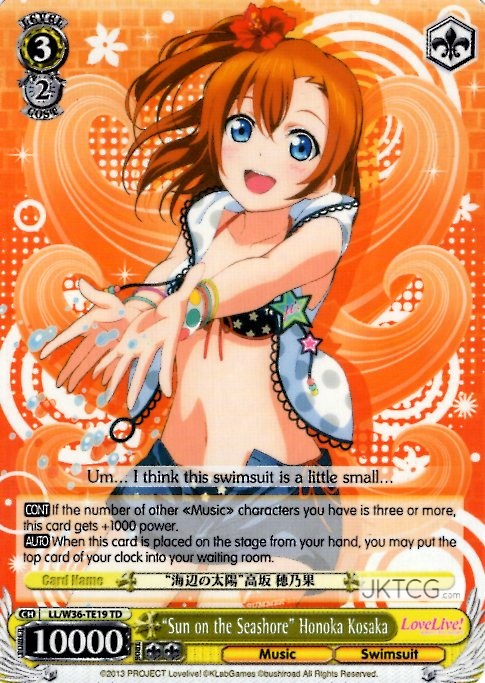 LEVEL
3
2
COST
Um... I think this swimsuit is a little small...
CONT If the number of other «Music» characters you have is three or more,
this card gets +1000 power.
AUTO When this card is placed on the stage from your hand, you may put the
top card of your clock into your waiting room.
Card Name
"海辺の太陽"高坂 穂乃果
JKTCG.com
CH LL/W36-TE19 TD
"Sun on the Seashore" Honoka Kosaka
LoveLive!
POWER
10000
SOUL
Music
Swimsuit
©2013 PROJECT Lovelive! ©KLabGames ©bushiroad All Rights Reserved.